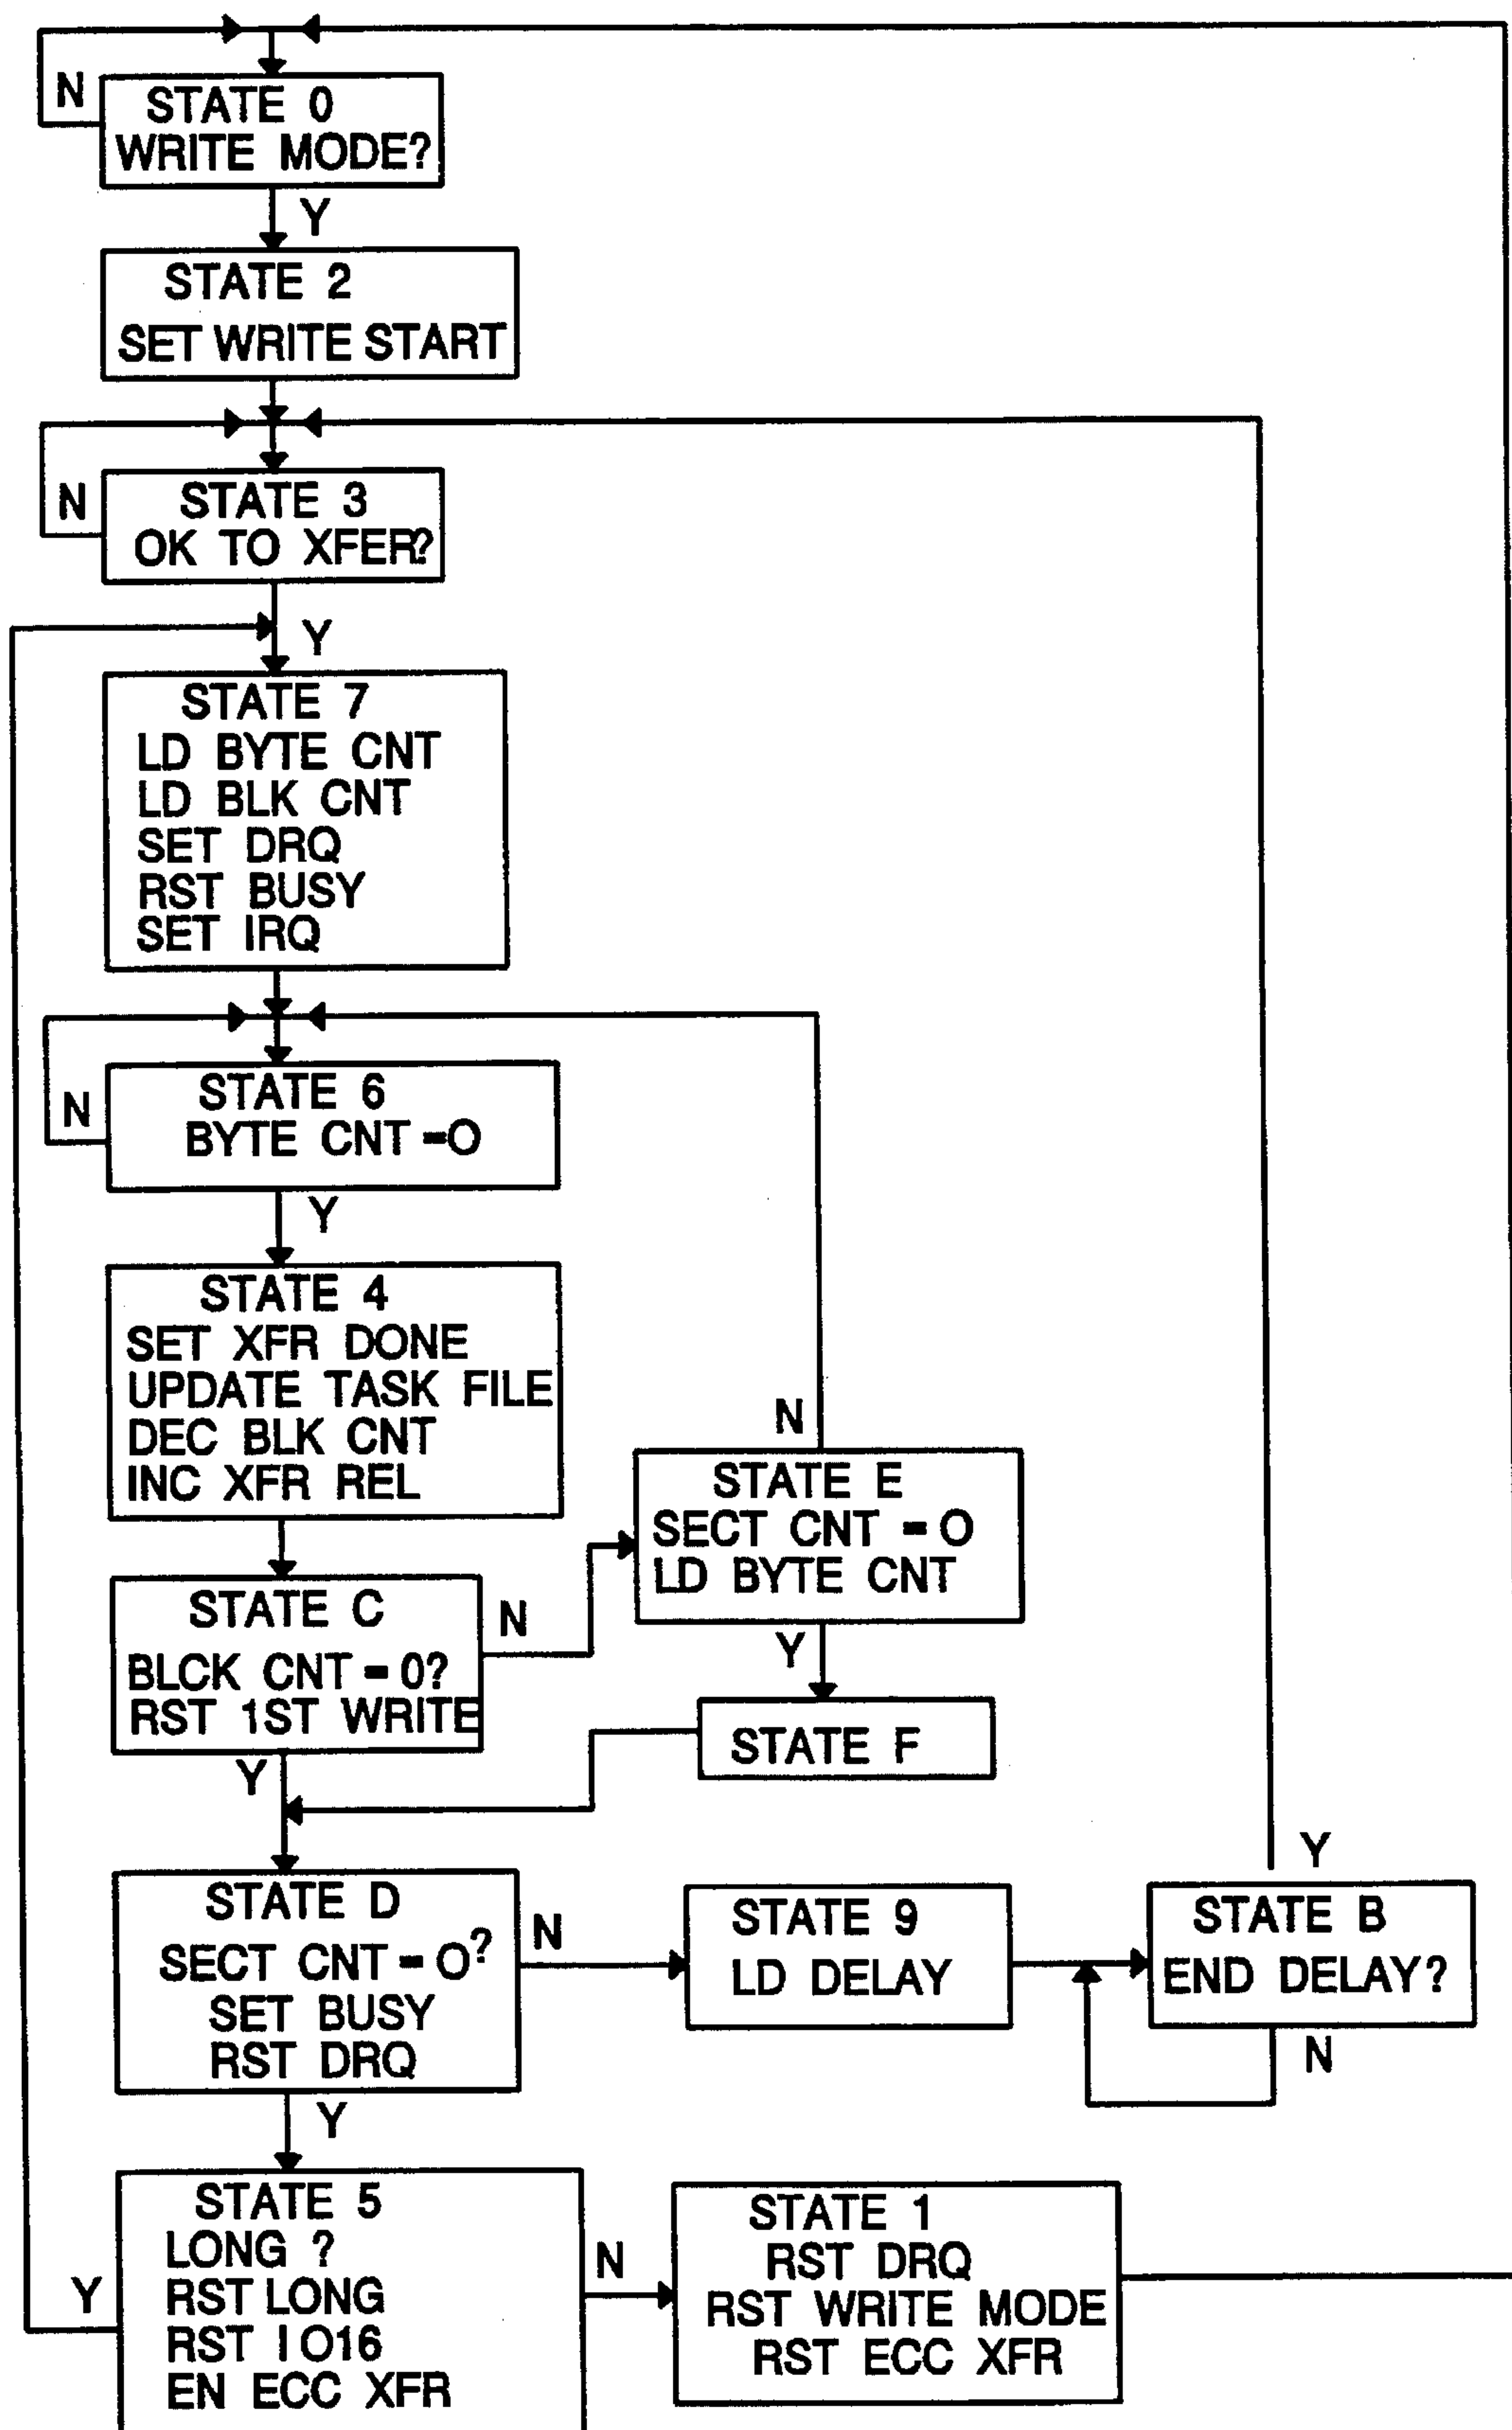 N
STATE 0
WRITE MODE?
Y
STATE 2
SET WRITE START
N
STATE 3
OK TO XFER?
Y
STATE 7
LD BYTE CNT
LD BLK CNT
SET DRQ
RST BUSY
SET IRQ
N
STATE 6
BYTE CNT =O
Y
STATE 4
SET XFR DONE
UPDATE TASK FILE
DEC BLK CNT
INC XFR REL
N
STATE E
SECT CNT = O
LD BYTE CNT
STATE C
BLCK CNT = 0?
RST 1ST WRITE
N
Y
STATE F
Y
STATE D
SECT CNT = O?
SET BUSY
RST DRQ
N
STATE 9
LD DELAY
Y
STATE B
END DELAY?
N
Y
STATE 5
LONG ?
RST LONG
RST IO16
EN ECC XFR
Y
N
STATE 1
RST DRQ
RST WRITE MODE
RST ECC XFR